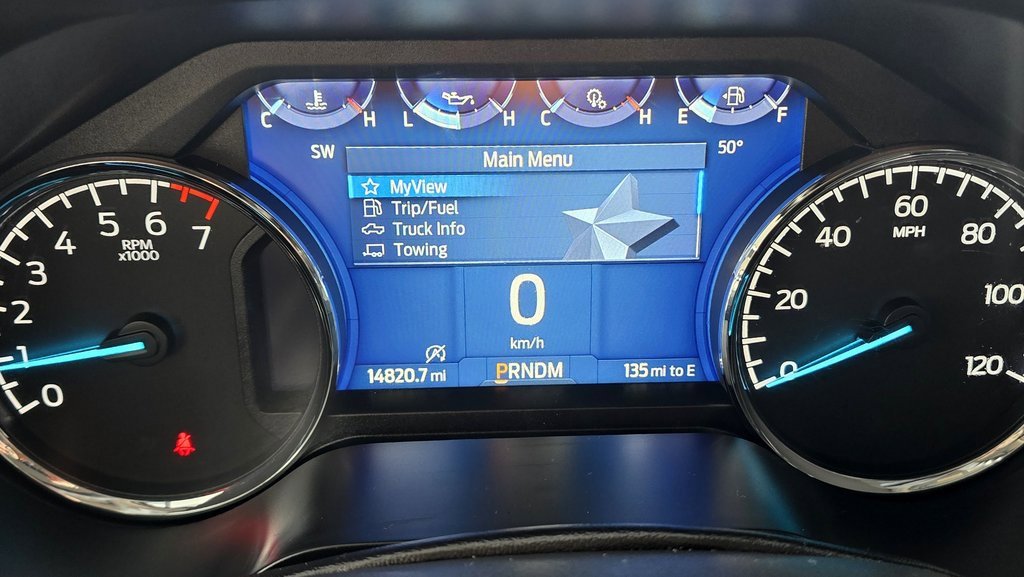 C H L H C H E F
SW
50°
Main Menu
MyView
Trip/Fuel
Truck Info
Towing
0
km/h
14820.7 mi
PRNDM
135 mi to E
0 1 2 3 4 5 6 7
RPM
x1000
0 20 40 60 80 100 120
MPH